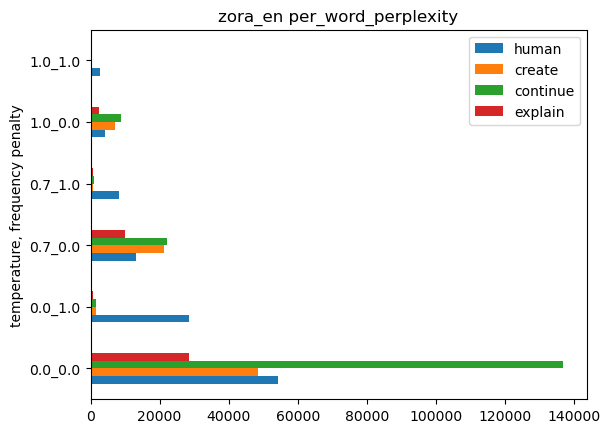 zora_en per_word_perplexity
human
create
continue
explain
temperature, frequency penalty
1.0_1.0
1.0_0.0
0.7_1.0
0.7_0.0
0.0_1.0
0.0_0.0
0 20000 40000 60000 80000 100000 120000 140000